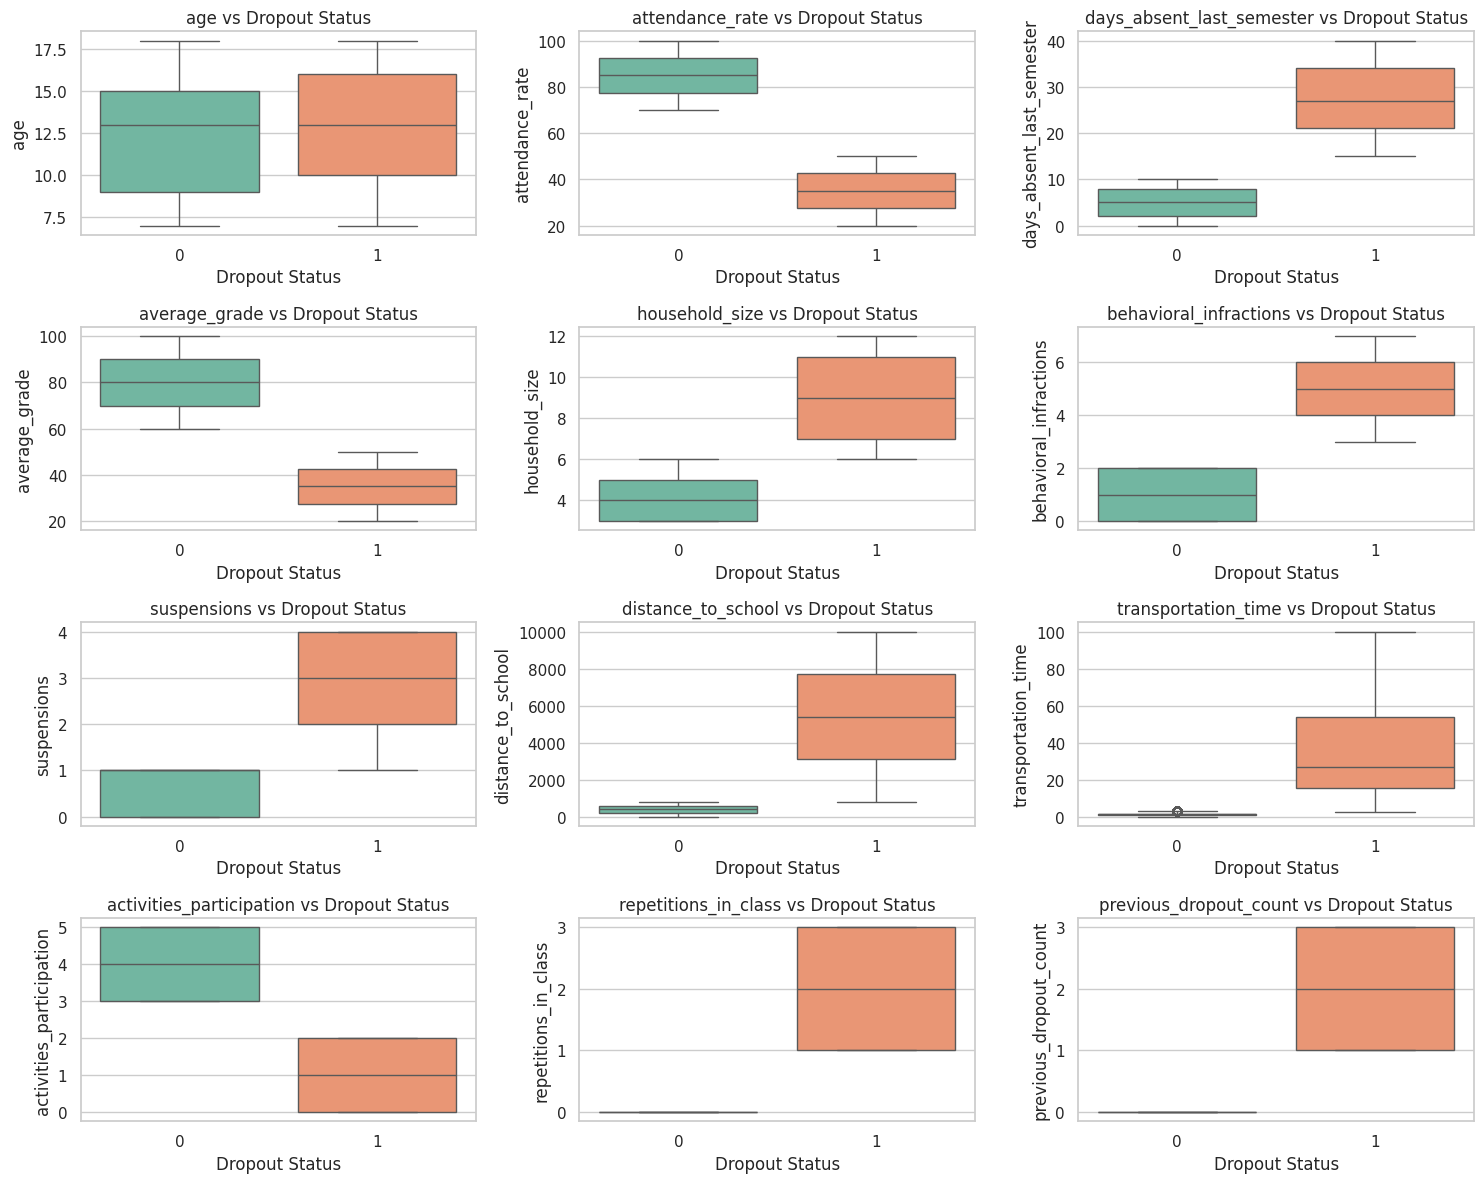 age vs Dropout Status
age
17.5
15.0
12.5
10.0
7.5
0 1
Dropout Status
attendance_rate vs Dropout Status
attendance_rate
100
80
60
40
20
0 1
Dropout Status
days_absent_last_semester vs Dropout Status
days_absent_last_semester
40
30
20
10
0
0 1
Dropout Status
average_grade vs Dropout Status
average_grade
100
80
60
40
20
0 1
Dropout Status
household_size vs Dropout Status
household_size
12
10
8
6
4
0 1
Dropout Status
behavioral_infractions vs Dropout Status
behavioral_infractions
6
4
2
0
0 1
Dropout Status
suspensions vs Dropout Status
suspensions
4
3
2
1
0
0 1
Dropout Status
distance_to_school vs Dropout Status
distance_to_school
10000
8000
6000
4000
2000
0
0 1
Dropout Status
transportation_time vs Dropout Status
transportation_time
100
80
60
40
20
0
0 1
Dropout Status
activities_participation vs Dropout Status
activities_participation
5
4
3
2
1
0
0 1
Dropout Status
repetitions_in_class vs Dropout Status
repetitions_in_class
3
2
1
0
0 1
Dropout Status
previous_dropout_count vs Dropout Status
previous_dropout_count
3
2
1
0
0 1
Dropout Status